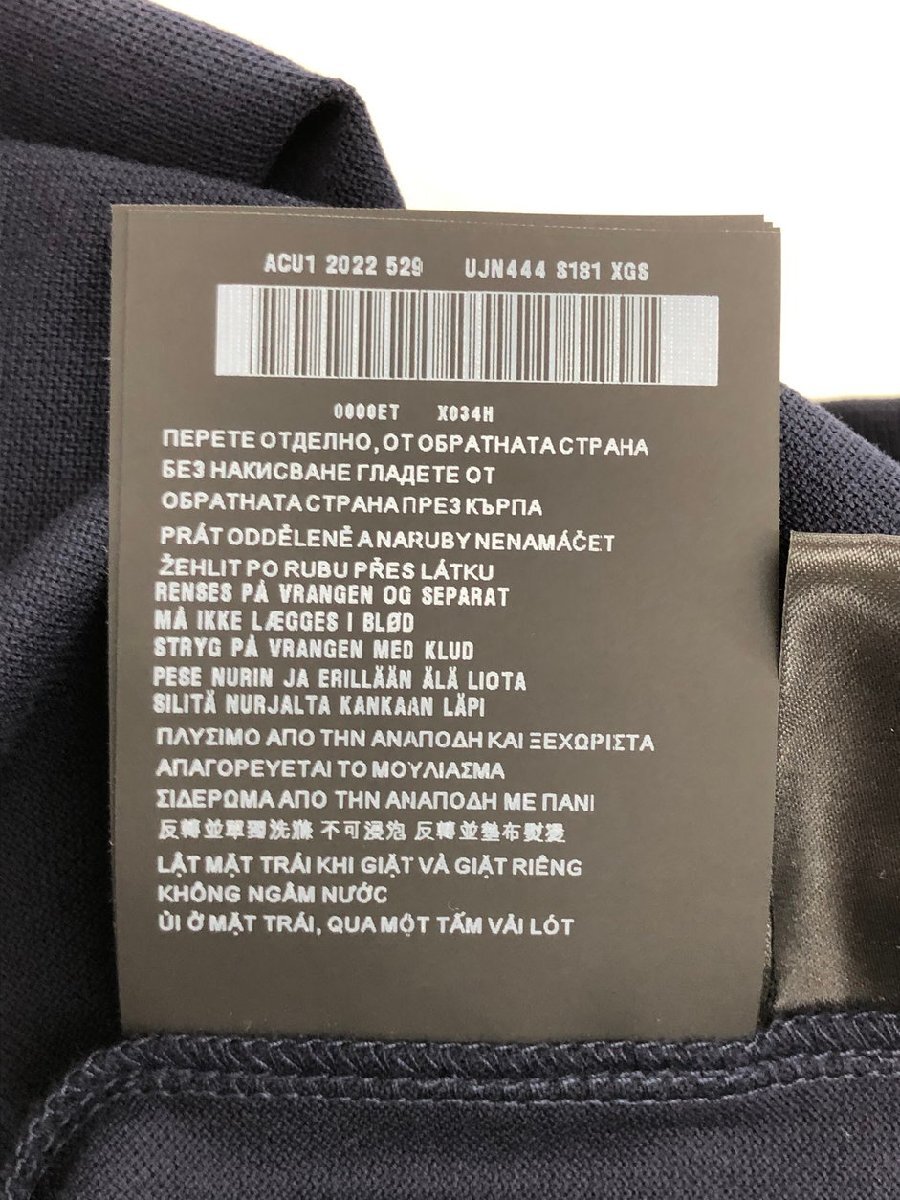 ACU1 2022 529 UJN444 S181 XGS
0000ET X034H
ПЕРЕТЕ ОТДЕЛНО, ОТ ОБРАТНАТА СТРАНА
БЕЗ НАКИСВАНЕ ГЛАДЕТЕ ОТ
ОБРАТНАТА СТРАНА ПРЕЗ КЪРПА
PRÁT ODDĚLENĚ A NARUBY NENAMÁČET
ŽEHLIT PO RUBU PŘES LÁTKU
RENSES PÅ VRANGEN OG SEPARAT
MÅ IKKE LÆGGES I BLØD
STRYG PÅ VRANGEN MED KLUD
PESE NURIN JA ERILLÄÄN ÄLÄ LIOTA
SILITÄ NURJALTA KANKAAN LÄPI
ΠΛΥΣΙΜΟ ΑΠΟ ΤΗΝ ΑΝΑΠΟΔΗ ΚΑΙ ΞΕΧΩΡΙΣΤΑ
ΑΠΑΓΟΡΕΥΕΤΑΙ ΤΟ ΜΟΥΛΙΑΣΜΑ
ΣΙΔΕΡΩΜΑ ΑΠΟ ΤΗΝ ΑΝΑΠΟΔΗ ΜΕ ΠΑΝΙ
反轉並單獨洗滌 不可浸泡 反轉並墊布熨燙
LẬT MẶT TRÁI KHI GIẶT VÀ GIẶT RIÊNG
KHÔNG NGÂM NƯỚC
ỦI Ở MẶT TRÁI, QUA MỘT TẤM VẢI LÓT